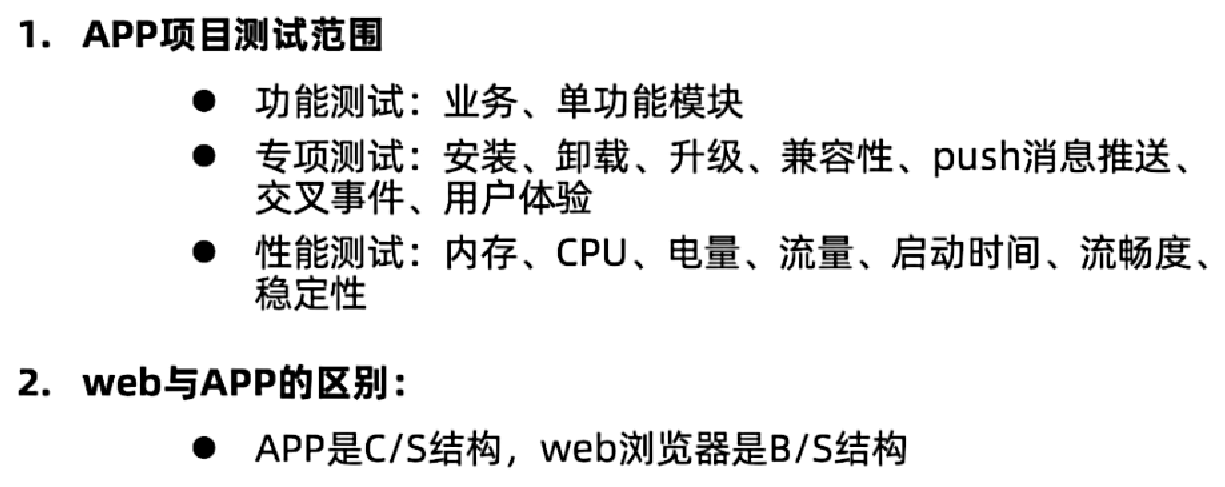 1. APP项目测试范围
● 功能测试：业务、单功能模块
● 专项测试：安装、卸载、升级、兼容性、push消息推送、
交叉事件、用户体验
● 性能测试：内存、CPU、电量、流量、启动时间、流畅度、
稳定性
2. web与APP的区别：
● APP是C/S结构，web浏览器是B/S结构